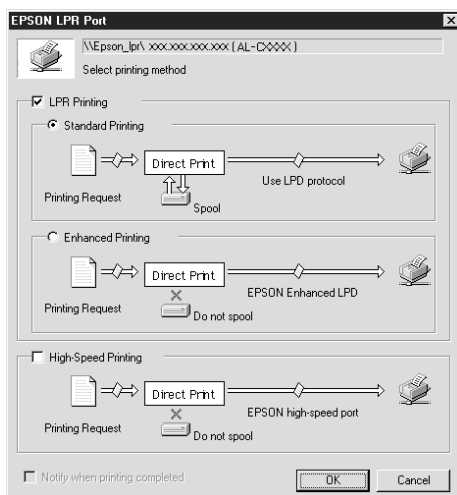 EPSON LPR Port
\\Epson_lpr\ xxx.xxx.xxx.xxx ( AL-CXXXX )
Select printing method
LPR Printing
Standard Printing
Direct Print
Use LPD protocol
Printing Request
Spool
Enhanced Printing
Direct Print
EPSON Enhanced LPD
Printing Request
Do not spool
High-Speed Printing
Direct Print
EPSON high-speed port
Printing Request
Do not spool
Notify when printing completed
OK
Cancel